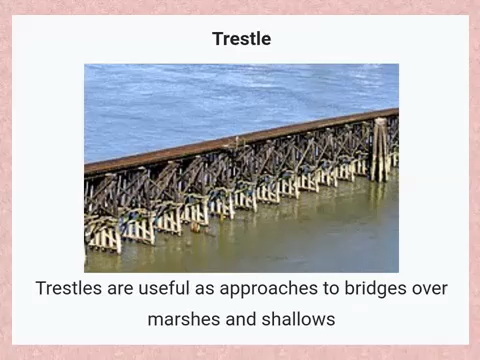 Trestle
Trestles are useful as approaches to bridges over
marshes and shallows